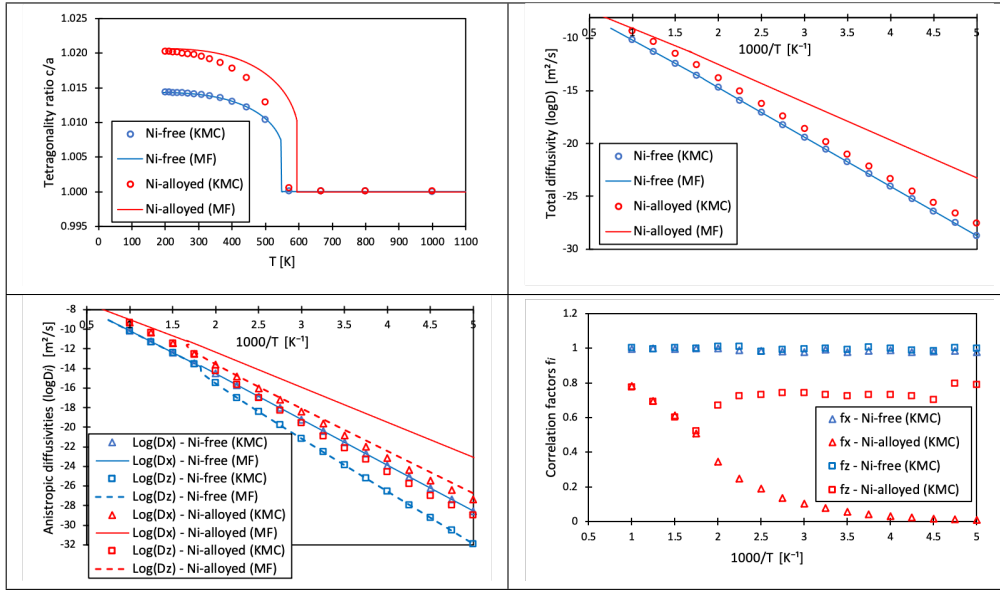 1.025
1.020
1.015
1.010
1.005
1.000
0.995
Tetragonality ratio c/a
Ni-free (KMC)
Ni-free (MF)
Ni-alloyed (KMC)
Ni-alloyed (MF)
0 100 200 300 400 500 600 700 800 900 1000 1100
T [K]
0.5 1 1.5 2 2.5 3 3.5 4 4.5 5
1000/T [K⁻¹]
-10
-15
-20
-25
-30
Total diffusivity (logD) [m²/s]
Ni-free (KMC)
Ni-free (MF)
Ni-alloyed (KMC)
Ni-alloyed (MF)
-8
-10
-12
-14
-16
-18
-20
-22
-24
-26
-28
-30
-32
0.5 1 1.5 2 2.5 3 3.5 4 4.5 5
1000/T [K⁻¹]
Anistropic diffusivities (logDi) [m²/s]
Log(Dx) - Ni-free (KMC)
Log(Dx) - Ni-free (MF)
Log(Dz) - Ni-free (KMC)
Log(Dz) - Ni-free (MF)
Log(Dx) - Ni-alloyed (KMC)
Log(Dx) - Ni-alloyed (MF)
Log(Dz) - Ni-alloyed (KMC)
Log(Dz) - Ni-alloyed (MF)
1.2
1
0.8
0.6
0.4
0.2
0
Correlation factors fi
fx - Ni-free (KMC)
fx - Ni-alloyed (KMC)
fz - Ni-free (KMC)
fz - Ni-alloyed (KMC)
0.5 1 1.5 2 2.5 3 3.5 4 4.5 5
1000/T [K⁻¹]